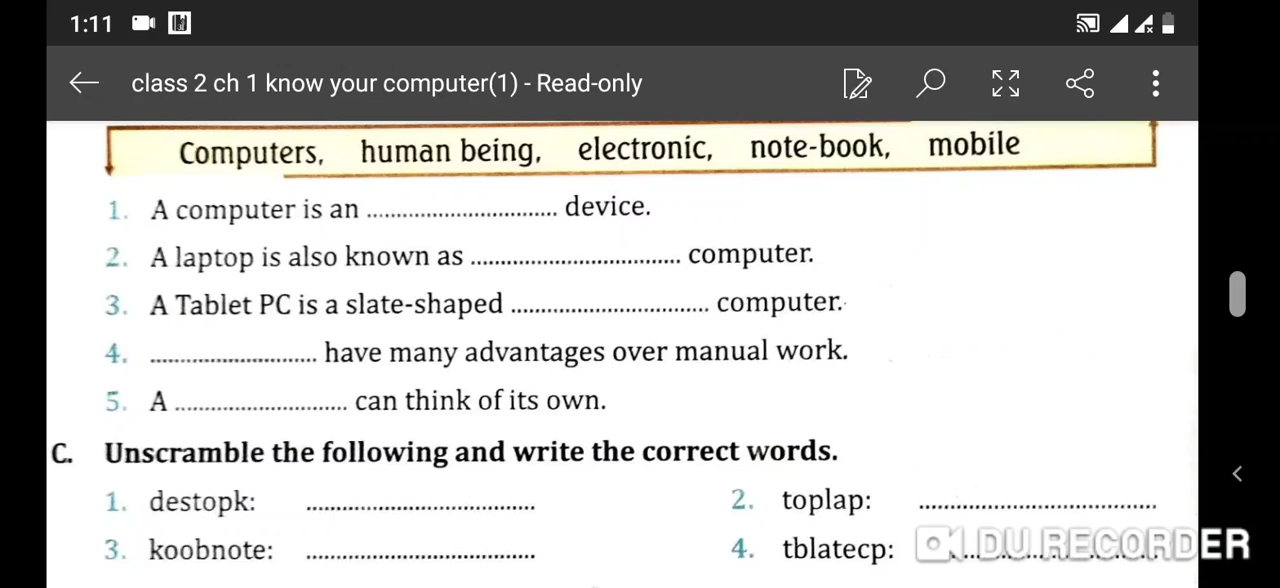 1:11
class 2 ch 1 know your computer(1) - Read-only
Computers, human being, electronic, note-book, mobile
1. A computer is an .............................. device.
2. A laptop is also known as .................................. computer.
3. A Tablet PC is a slate-shaped ................................ computer.
4. ........................... have many advantages over manual work.
5. A ............................ can think of its own.
C. Unscramble the following and write the correct words.
1. destopk: ..................................... 2. toplap: .......................................
3. koobnote: ..................................... 4. tblatecp: .......................................
DU RECORDER